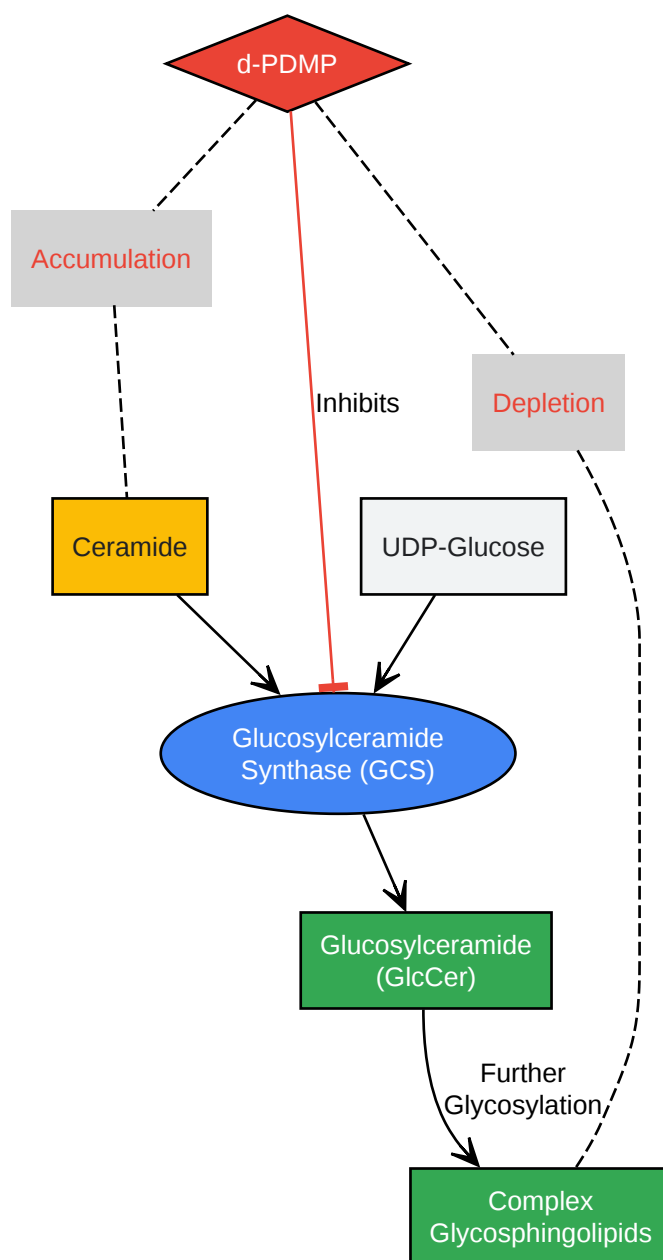 d-PDMP
Accumulation
Inhibits
Depletion
Ceramide
UDP-Glucose
Glucosylceramide
Synthase (GCS)
Glucosylceramide
(GlcCer)
Further
Glycosylation
Complex
Glycosphingolipids